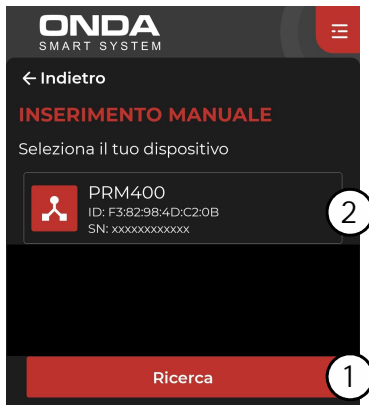 ONDA
SMART SYSTEM
Indietro
INSERIMENTO MANUALE
Seleziona il tuo dispositivo
PRM400
ID: F3:82:98:4D:C2:0B
SN: xxxxxxxxxxxx
2
Ricerca
1